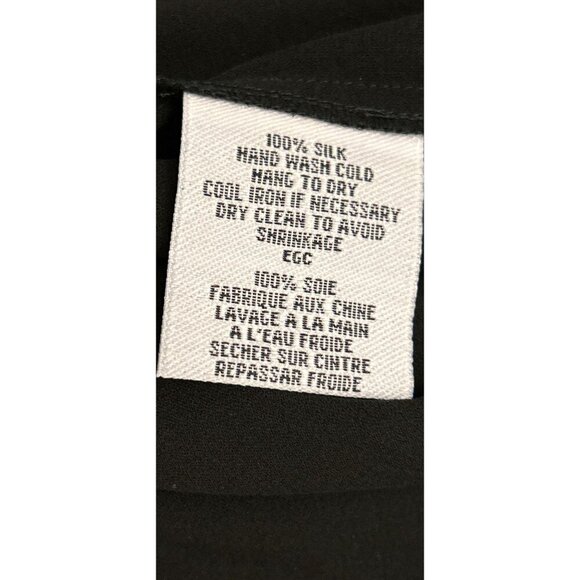 100% SILK
HAND WASH COLD
HANG TO DRY
COOL IRON IF NECESSARY
DRY CLEAN TO AVOID
SHRINKAGE
EGC
100% SOIE
FABRIQUE AUX CHINE
LAVACE A LA MAIN
A L'EAU FROIDE
SECHER SUR CINTRE
REPASSAR FROIDE